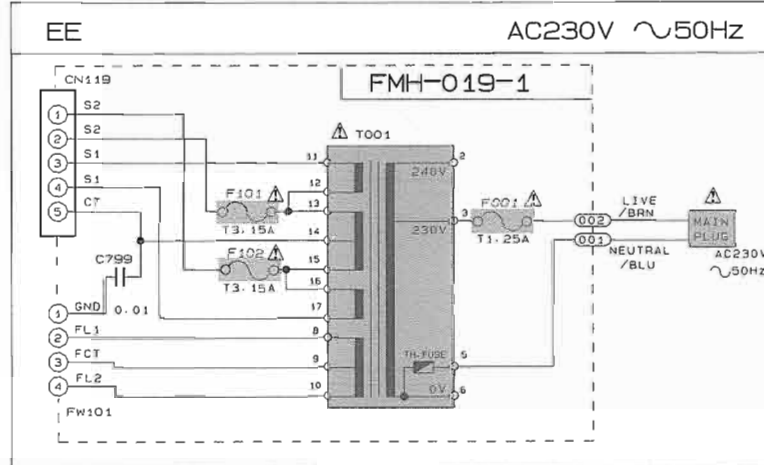 EE
AC230V ∿50Hz
CN119
FMH-019-1
1 S2
2 S2
3 S1
4 S1
5 CT
T001
11
12
13
14
15
16
17
8
9
10
F101
T3.15A
F102
T3.15A
C799
0.01
1 GND
2 FL1
3 FCT
4 FL2
FW101
2
240V
3
230V
TH-FUSE
5
0V
6
F001
T1.25A
002
001
LIVE
/BRN
NEUTRAL
/BLU
MAIN
PLUG
AC230V
∿50Hz